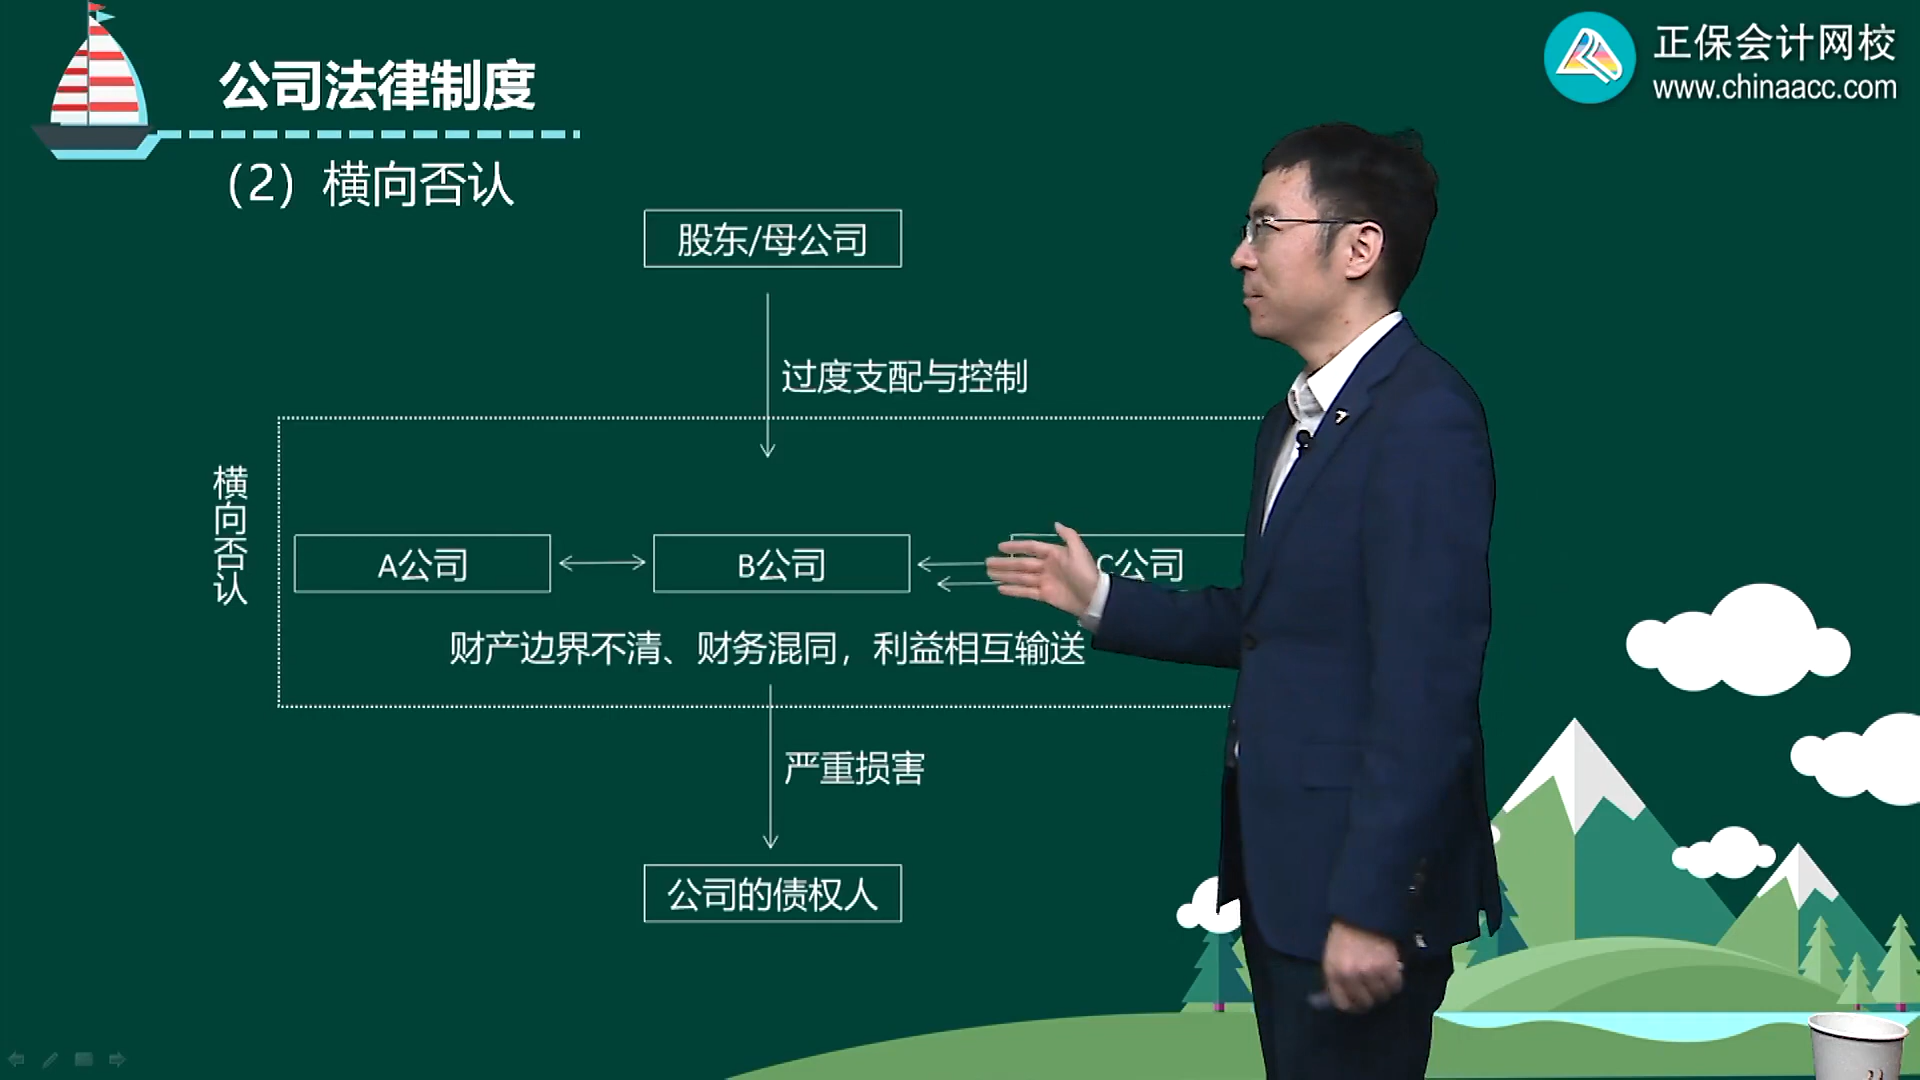 正保会计网校
www.chinaacc.com
公司法律制度
（2）横向否认
股东/母公司
过度支配与控制
横向否认
A公司
B公司
C公司
财产边界不清、财务混同，利益相互输送
严重损害
公司的债权人